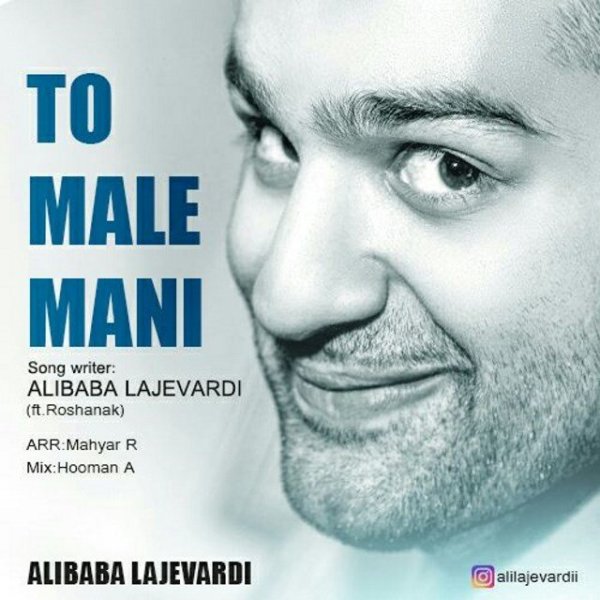 TO
MALE
MANI
Song writer:
ALIBABA LAJEVARDI
(ft.Roshanak)
ARR:Mahyar R
Mix:Hooman A
ALIBABA LAJEVARDI
alilajevardii